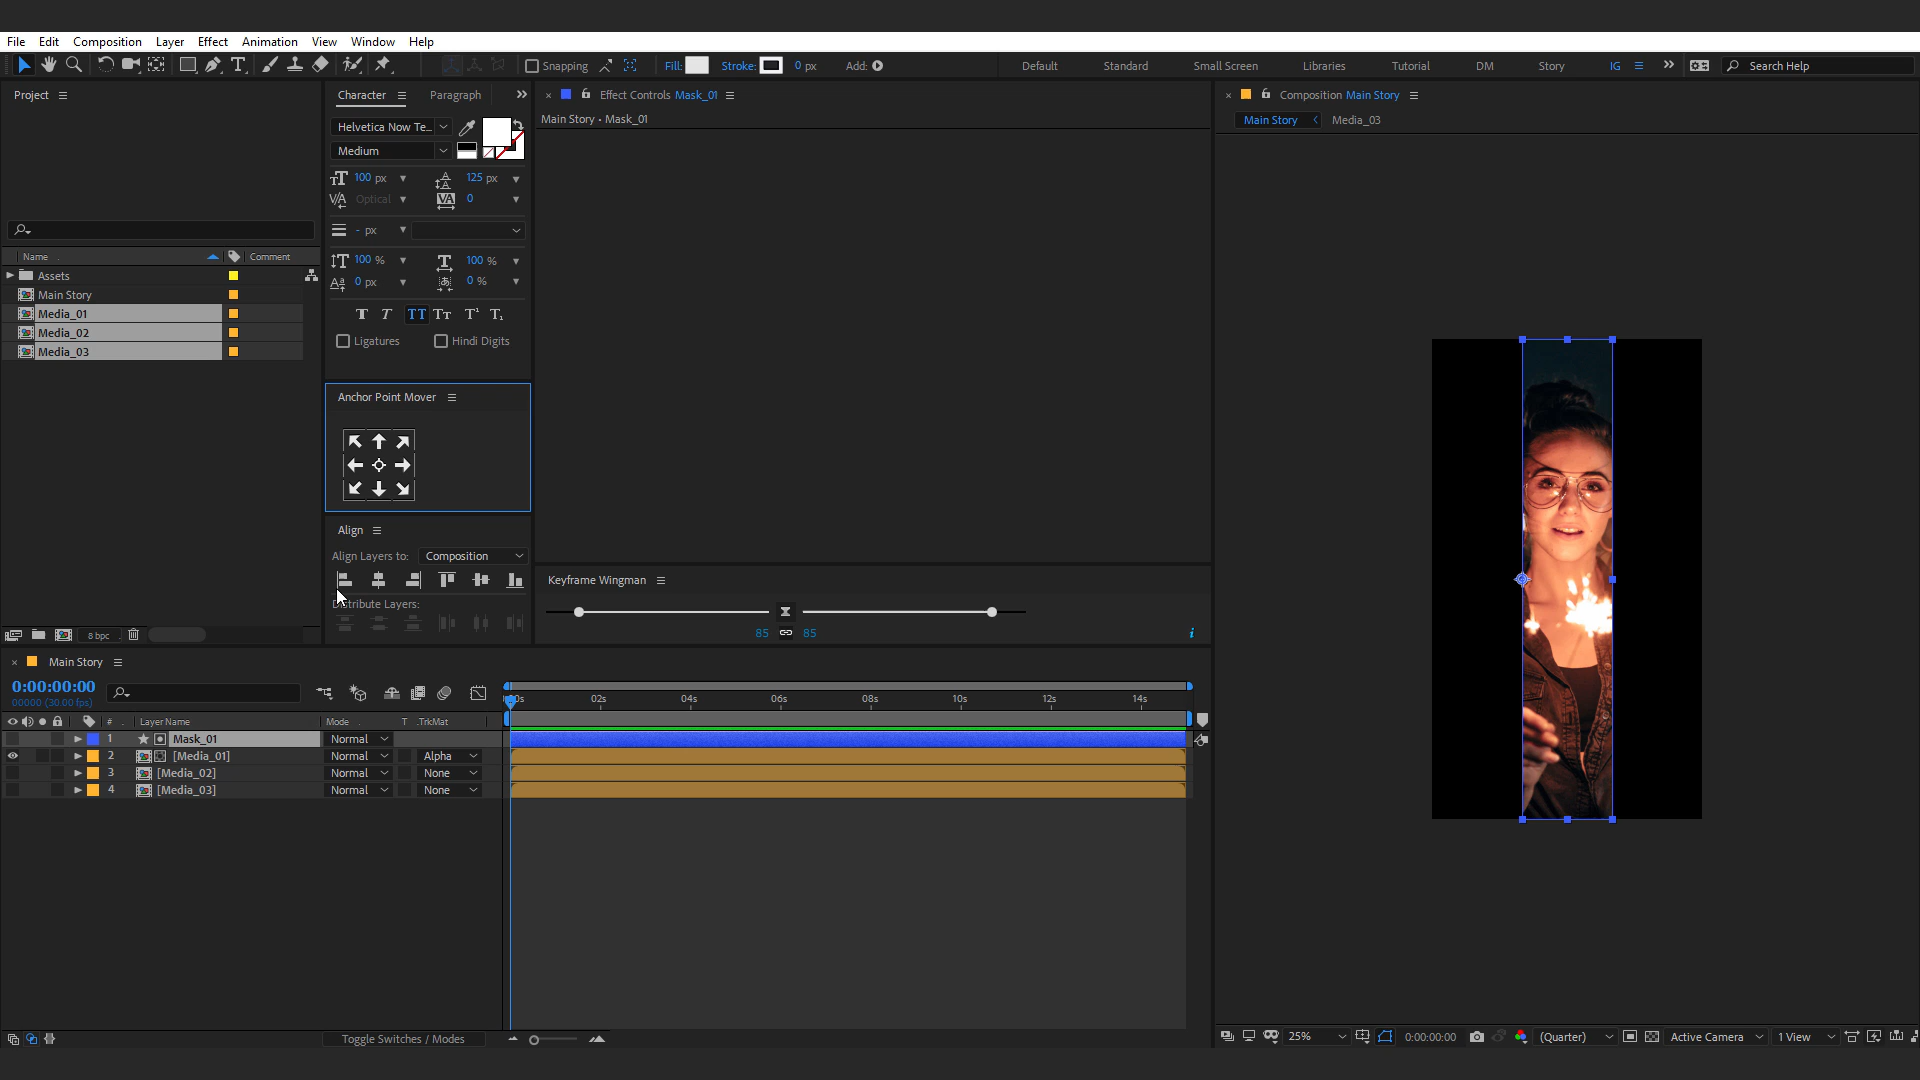 File Edit Composition Layer Effect Animation View Window Help
Snapping Fill: Stroke: 0 px Add: Default Standard Small Screen Libraries Tutorial DM Story IG Search Help
Project
Name Comment
Assets
Main Story
Media_01
Media_02
Media_03
8 bpc
Character Paragraph
Helvetica Now Te...
Medium
100 px 125 px
Optical 0
- px
100 % 100 %
0 px 0 %
Ligatures Hindi Digits
Anchor Point Mover
Align
Align Layers to: Composition
Distribute Layers:
Effect Controls Mask_01
Main Story • Mask_01
Keyframe Wingman
85 85
Composition Main Story
Main Story Media_03
Main Story
0:00:00:00
00000 (30.00 fps)
# Layer Name Mode T .TrkMat
02s 04s 06s 08s 10s 12s 14s
1 Mask_01 Normal
2 [Media_01] Normal Alpha
3 [Media_02] Normal None
4 [Media_03] Normal None
Toggle Switches / Modes
25% 0:00:00:00 (Quarter) Active Camera 1 View